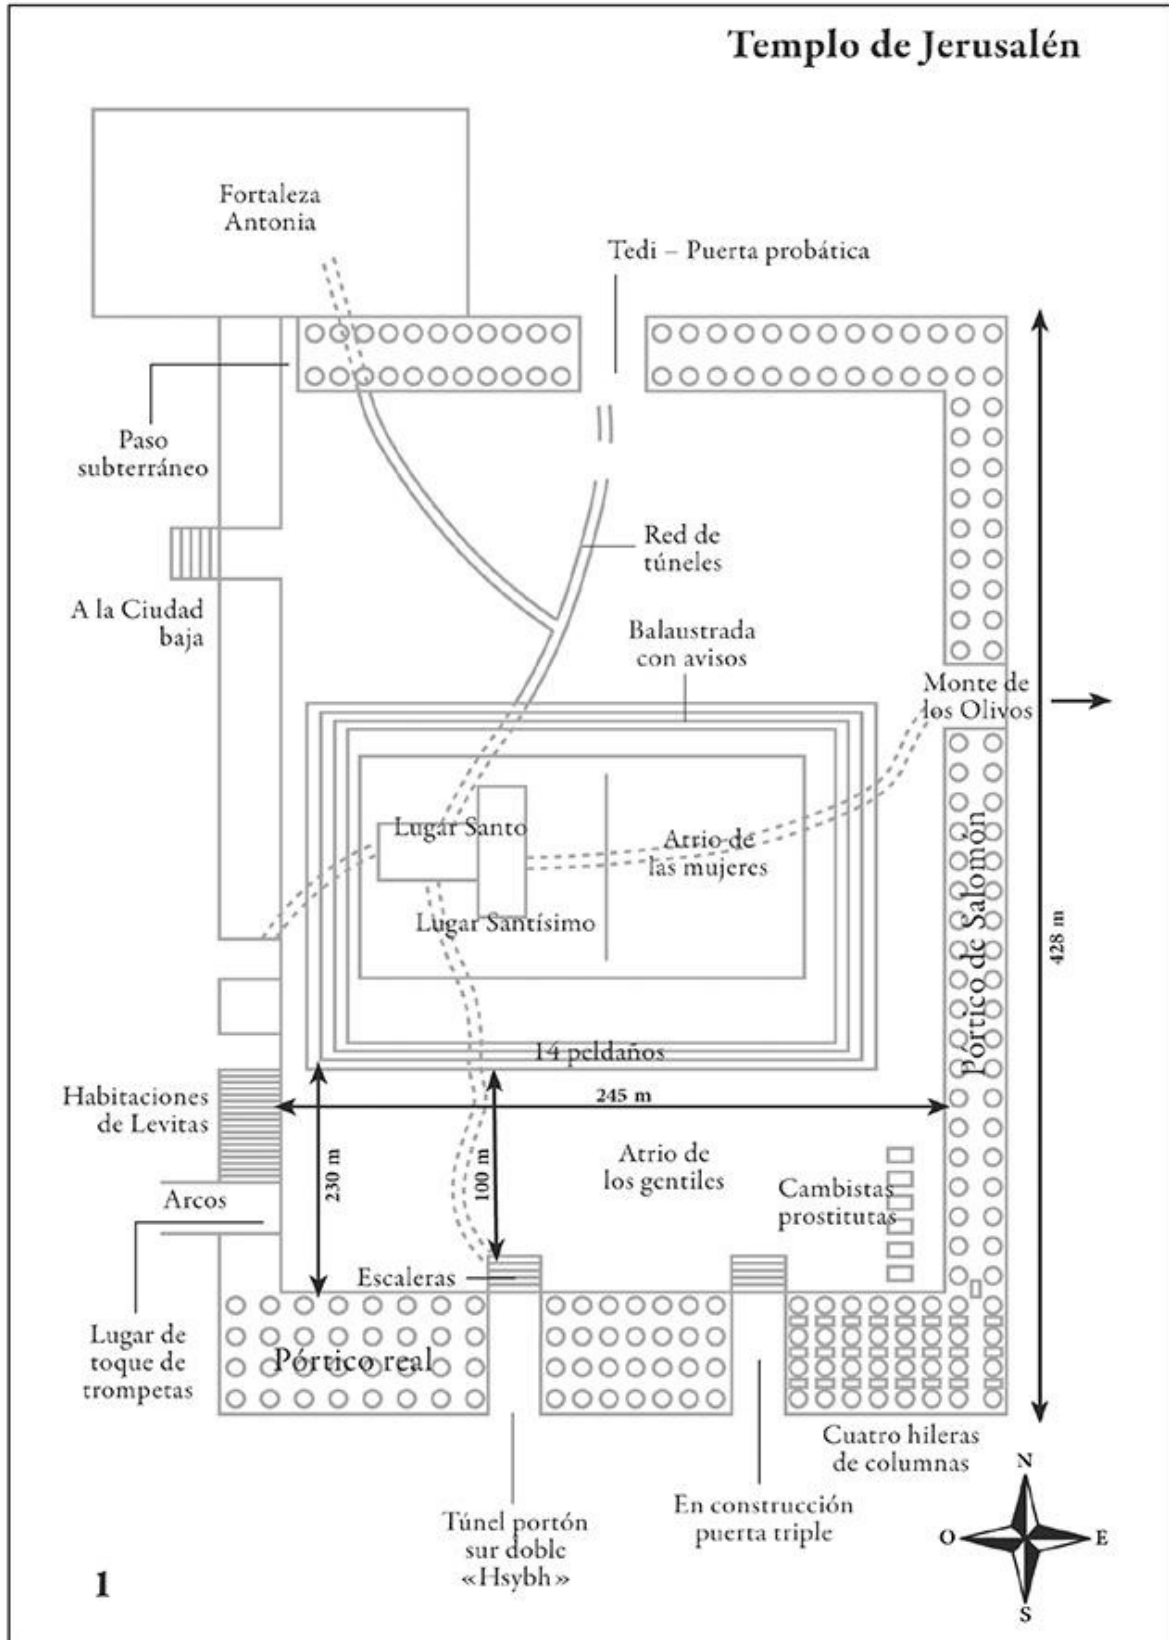 Templo de Jerusalén
Fortaleza
Antonia
Tedi – Puerta probática
Paso
subterráneo
Red de
túneles
A la Ciudad
baja
Balaustrada
con avisos
Monte de
los Olivos
Lugar Santo
Atrio de
las mujeres
Lugar Santísimo
Pórtico de Salomón
428 m
14 peldaños
245 m
Habitaciones
de Levitas
230 m
100 m
Atrio de
los gentiles
Cambistas
prostitutas
Arcos
Escaleras
Lugar de
toque de
trompetas
Pórtico real
Cuatro hileras
de columnas
Túnel portón
sur doble
«Hsybh»
En construcción
puerta triple
N
O
E
S
1